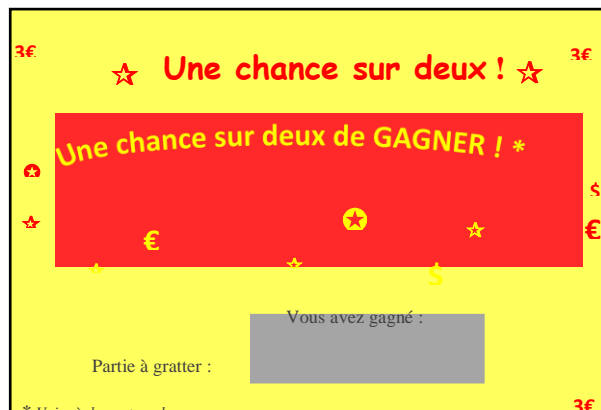 3€ 3€
Une chance sur deux !
Une chance sur deux de GAGNER ! *
$
€ €
$
Vous avez gagné :
Partie à gratter :
3€